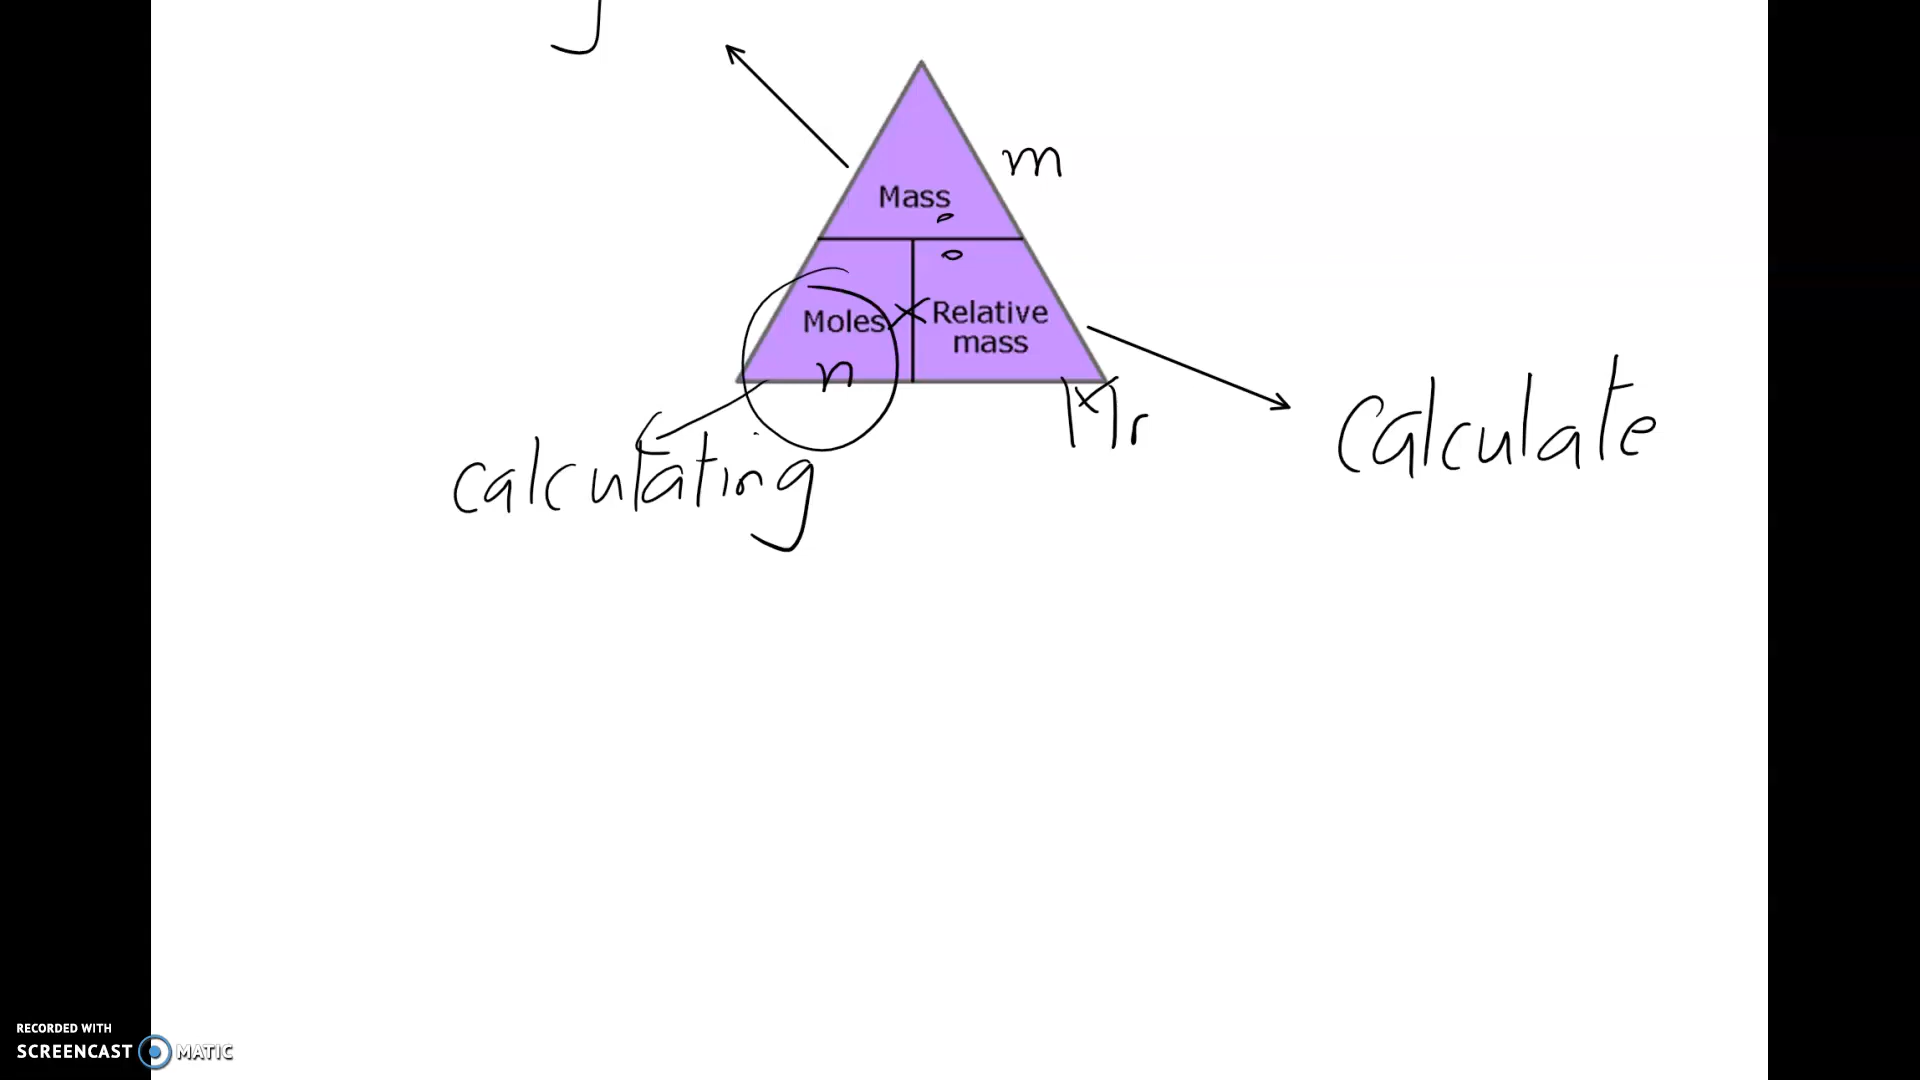 m
Mass
÷
Moles × Relative
mass
n
Mr
calculate
calculating
RECORDED WITH
SCREENCAST MATIC